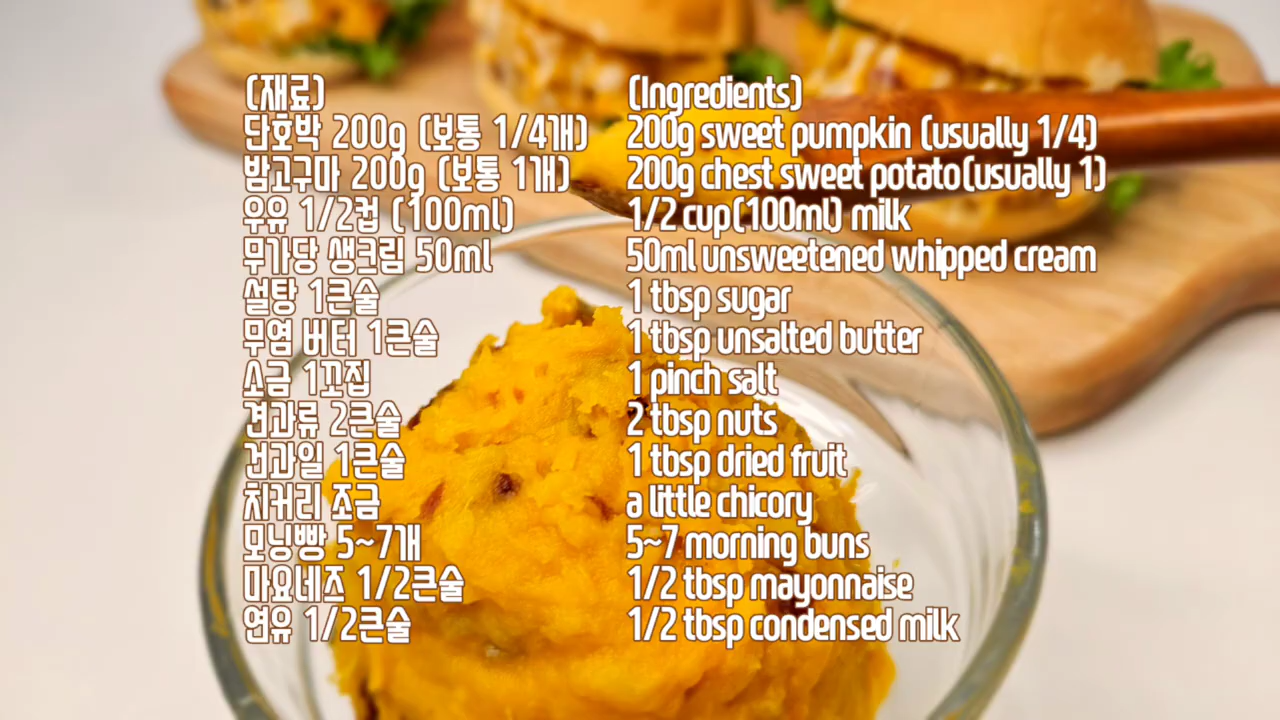 (재료)
단호박 200g (보통 1/4개)
밤고구마 200g (보통 1개)
우유 1/2컵 (100ml)
무가당 생크림 50ml
설탕 1큰술
무염 버터 1큰술
소금 1꼬집
견과류 2큰술
건과일 1큰술
치커리 조금
모닝빵 5~7개
마요네즈 1/2큰술
연유 1/2큰술
(Ingredients)
200g sweet pumpkin (usually 1/4)
200g chest sweet potato(usually 1)
1/2 cup(100ml) milk
50ml unsweetened whipped cream
1 tbsp sugar
1 tbsp unsalted butter
1 pinch salt
2 tbsp nuts
1 tbsp dried fruit
a little chicory
5~7 morning buns
1/2 tbsp mayonnaise
1/2 tbsp condensed milk